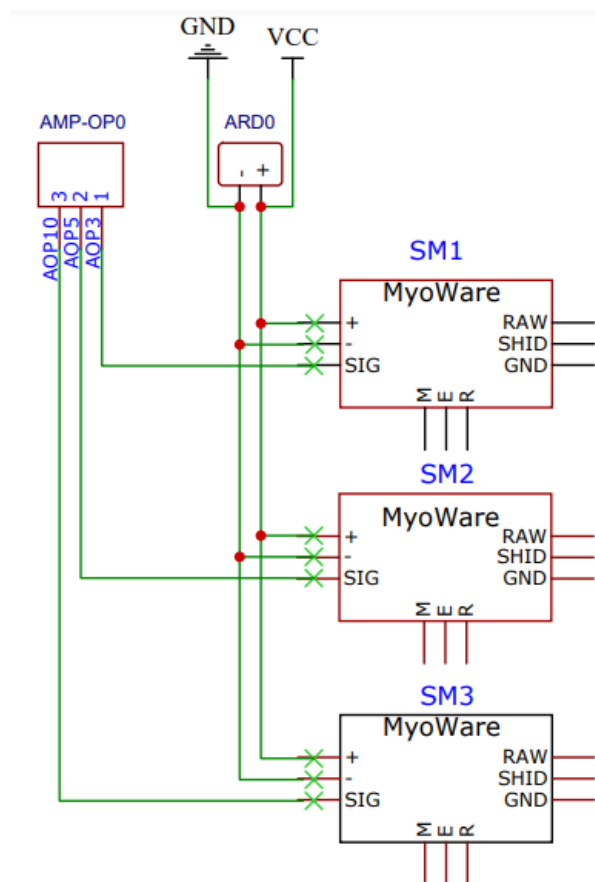 GND
VCC
AMP-OP0
ARD0
- +
3 2 1
AOP10
AOP5
AOP3
SM1
MyoWare
+
-
SIG
RAW
SHID
GND
M E R
SM2
MyoWare
+
-
SIG
RAW
SHID
GND
M E R
SM3
MyoWare
+
-
SIG
RAW
SHID
GND
M E R